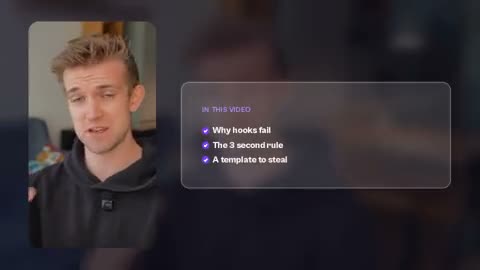 IN THIS VIDEO
Why hooks fail
The 3 second rule
A template to steal